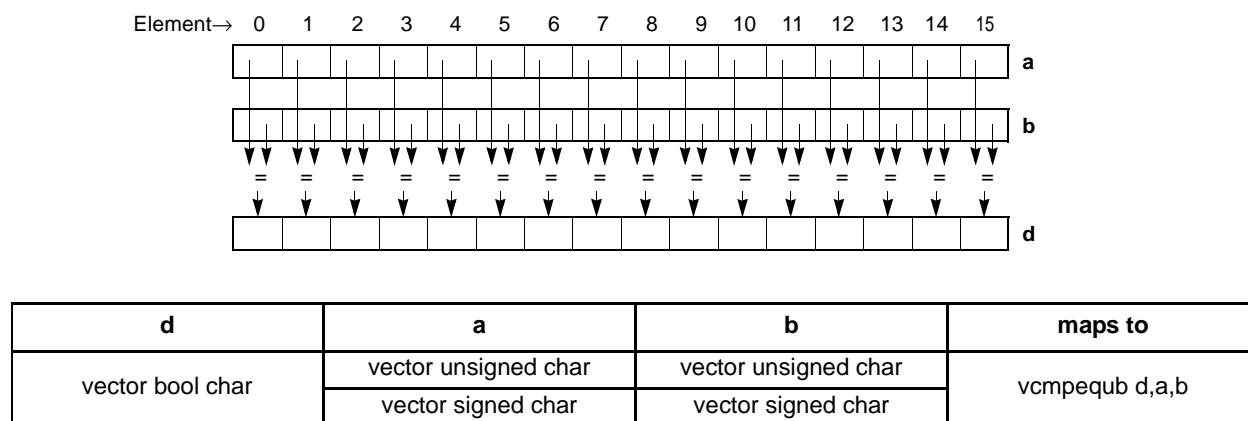 Element→ 0 1 2 3 4 5 6 7 8 9 10 11 12 13 14 15
a
b
= = = = = = = = = = = = = = = =
d
d a b maps to
vector bool char vector unsigned char vector unsigned char vcmpequb d,a,b
vector signed char vector signed char